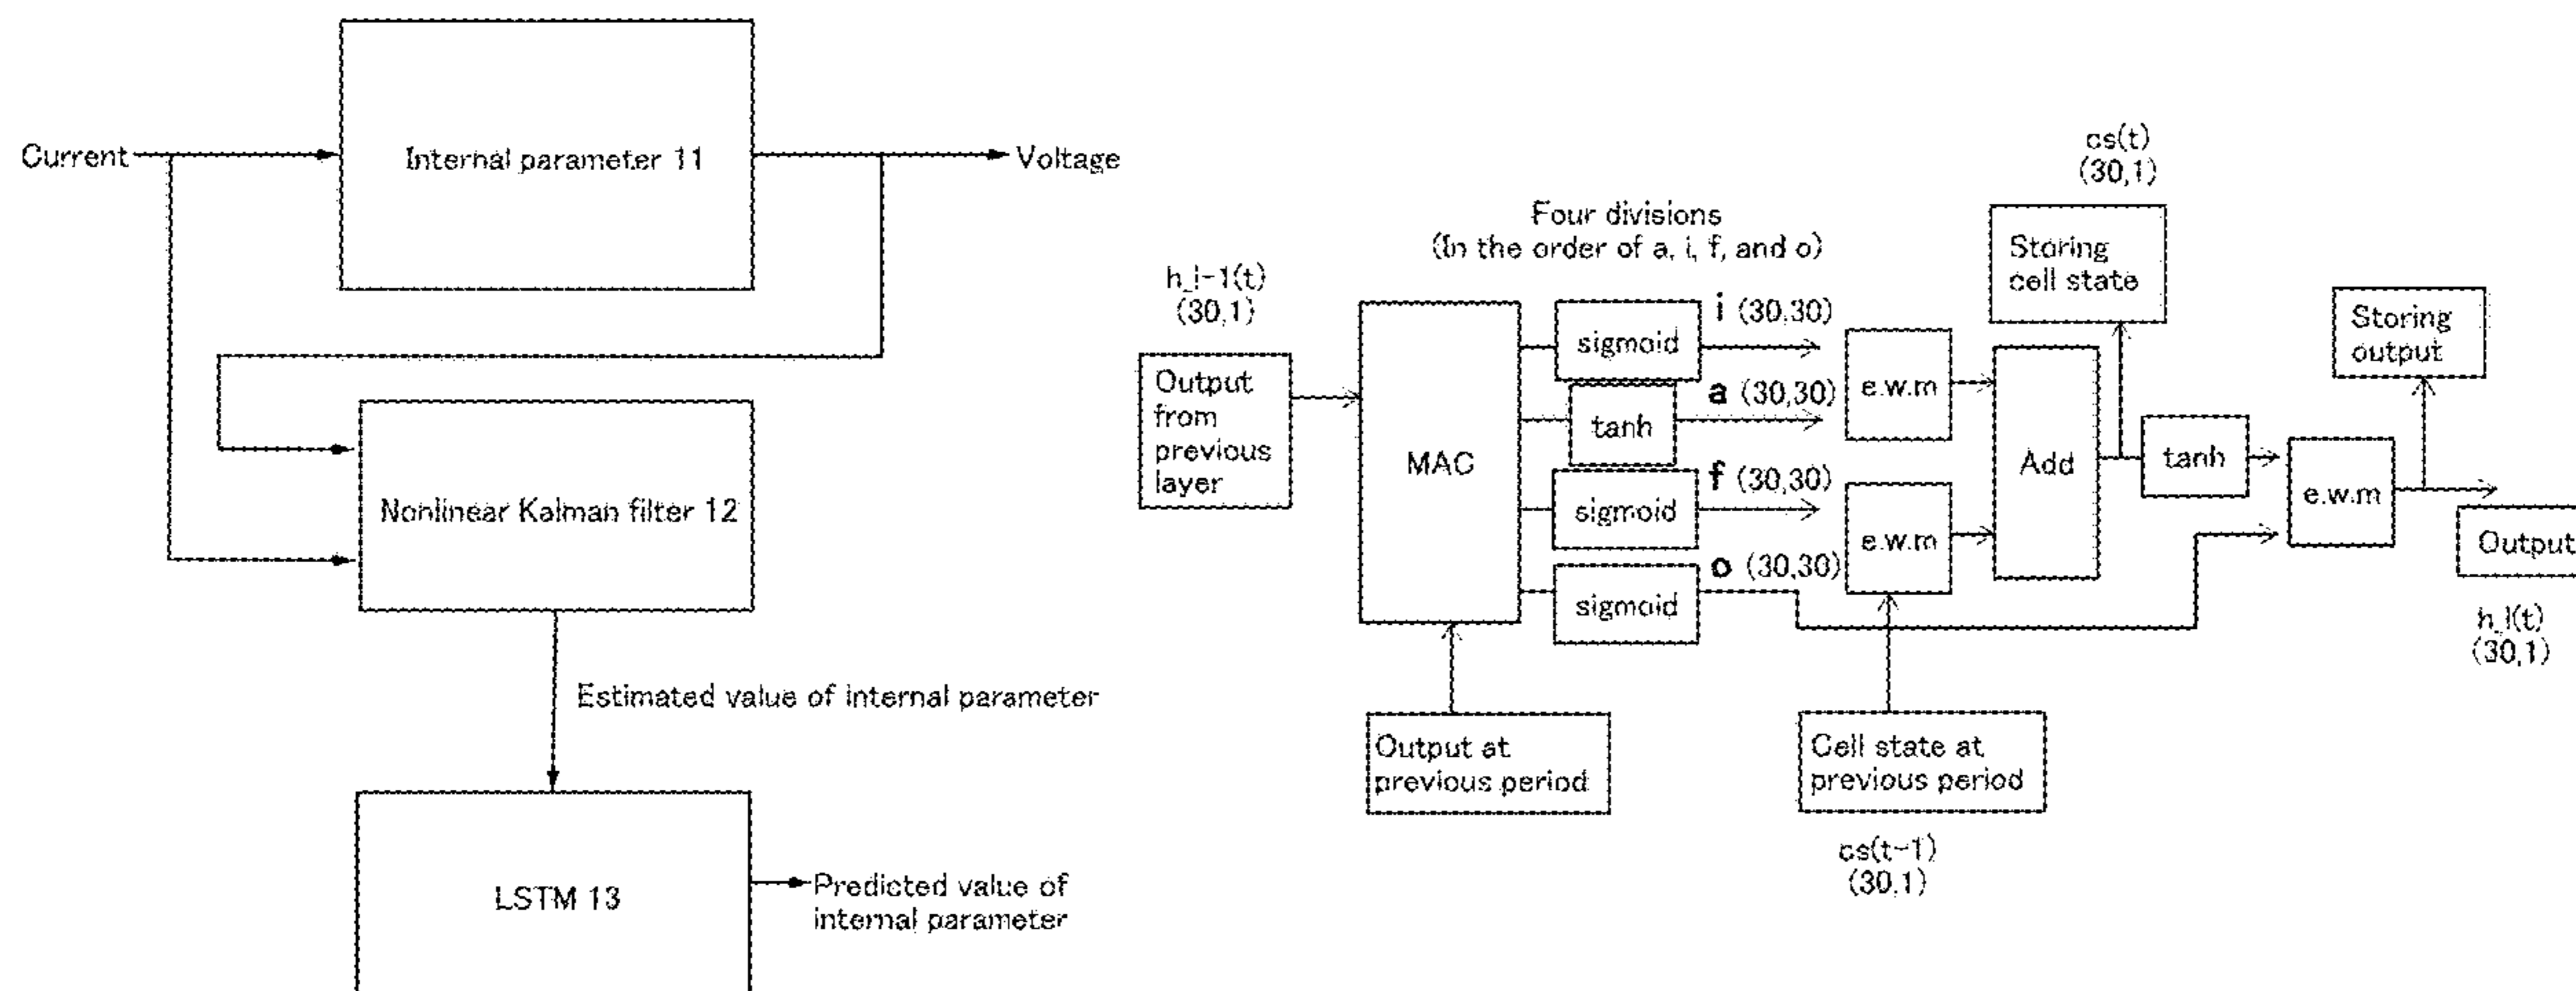 Current
Internal parameter 11
Voltage
Nonlinear Kalman filter 12
Estimated value of internal parameter
LSTM 13
Predicted value of
internal parameter
h_l-1(t)
(30,1)
Output
from
previous
layer
MAC
Output at
previous period
Four divisions
(In the order of a, i, f, and o)
sigmoid
i (30,30)
tanh
a (30,30)
sigmoid
f (30,30)
sigmoid
o (30,30)
e.w.m
e.w.m
Cell state at
previous period
cs(t-1)
(30,1)
Add
cs(t)
(30,1)
Storing
cell state
tanh
e.w.m
Storing
output
Output
h_l(t)
(30,1)